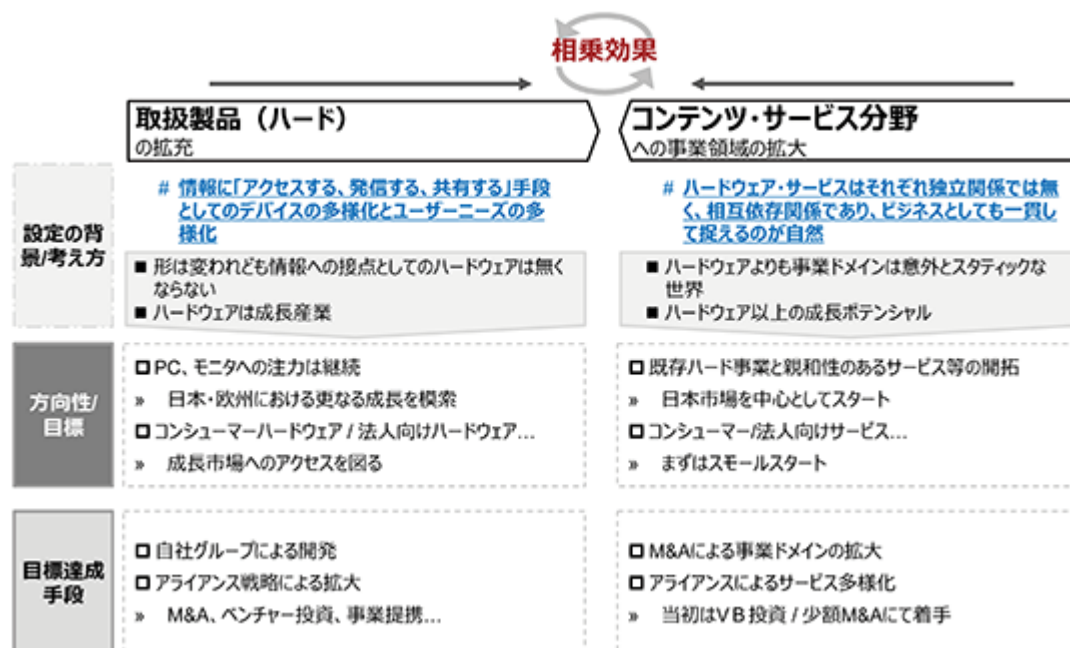 相乗効果
取扱製品（ハード）
の拡充
コンテンツ・サービス分野
への事業領域の拡大
設定の背
景/考え方
# 情報に「アクセスする、発信する、共有する」手段
としてのデバイスの多様化とユーザーニーズの多
様化
■ 形は変われども情報への接点としてのハードウェアは無く
ならない
■ ハードウェアは成長産業
# ハードウェア・サービスはそれぞれ独立関係では無
く、相互依存関係であり、ビジネスとしても一貫し
て捉えるのが自然
■ ハードウェアよりも事業ドメインは意外とスタティックな
世界
■ ハードウェア以上の成長ポテンシャル
方向性/
目標
PC、モニタへの注力は継続
» 日本・欧州における更なる成長を模索
コンシューマーハードウェア / 法人向けハードウェア…
» 成長市場へのアクセスを図る
既存ハード事業と親和性のあるサービス等の開拓
» 日本市場を中心としてスタート
コンシューマー/法人向けサービス…
» まずはスモールスタート
目標達成
手段
自社グループによる開発
アライアンス戦略による拡大
» M&A、ベンチャー投資、事業提携…
M&Aによる事業ドメインの拡大
アライアンスによるサービス多様化
» 当初はＶＢ投資 / 少額M&Aにて着手